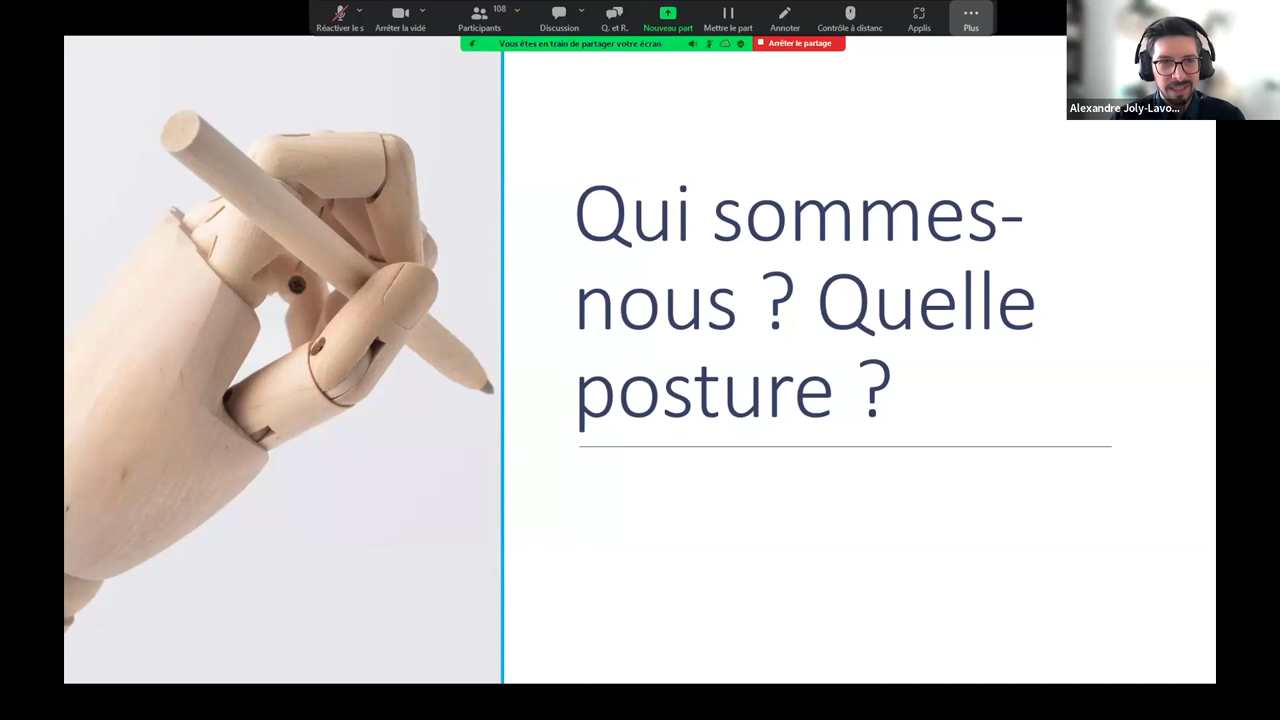 108
Réactiver le s
Arrêter la vidé
Participants
Discussion
Q. et R.
Nouveau part
Mettre le part
Annoter
Contrôle à distanc
Applis
Plus
Vous êtes en train de partager votre écran
Arrêter le partage
Alexandre Joly-Lavo...
Qui sommes-
nous ? Quelle
posture ?